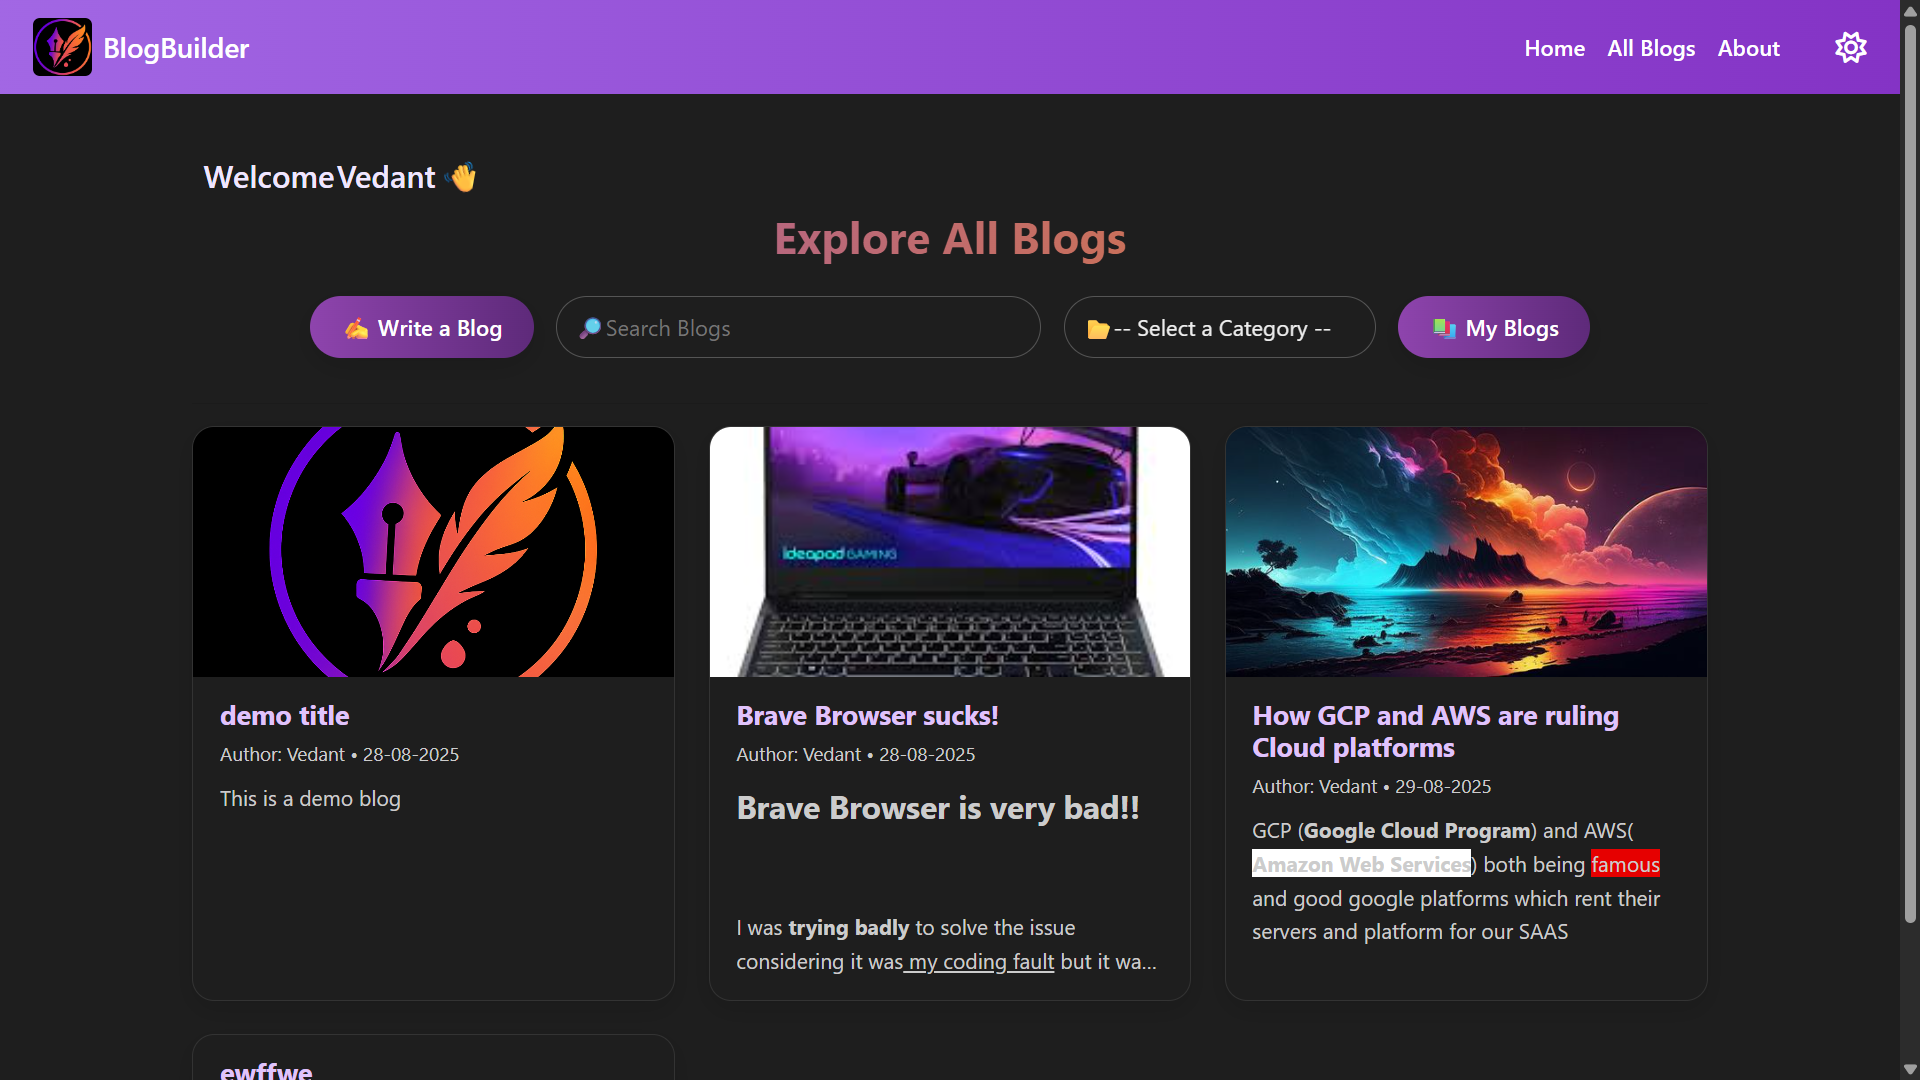 BlogBuilder
Home All Blogs About
Welcome Vedant 👋
Explore All Blogs
✍️ Write a Blog
🔎 Search Blogs
📂 -- Select a Category --
📚 My Blogs
ideapad GAMING
demo title
Author: Vedant • 28-08-2025
This is a demo blog
Brave Browser sucks!
Author: Vedant • 28-08-2025
Brave Browser is very bad!!
I was trying badly to solve the issue
considering it was my coding fault but it wa...
How GCP and AWS are ruling
Cloud platforms
Author: Vedant • 29-08-2025
GCP (Google Cloud Program) and AWS(
Amazon Web Services) both being famous
and good google platforms which rent their
servers and platform for our SAAS
ewffwe